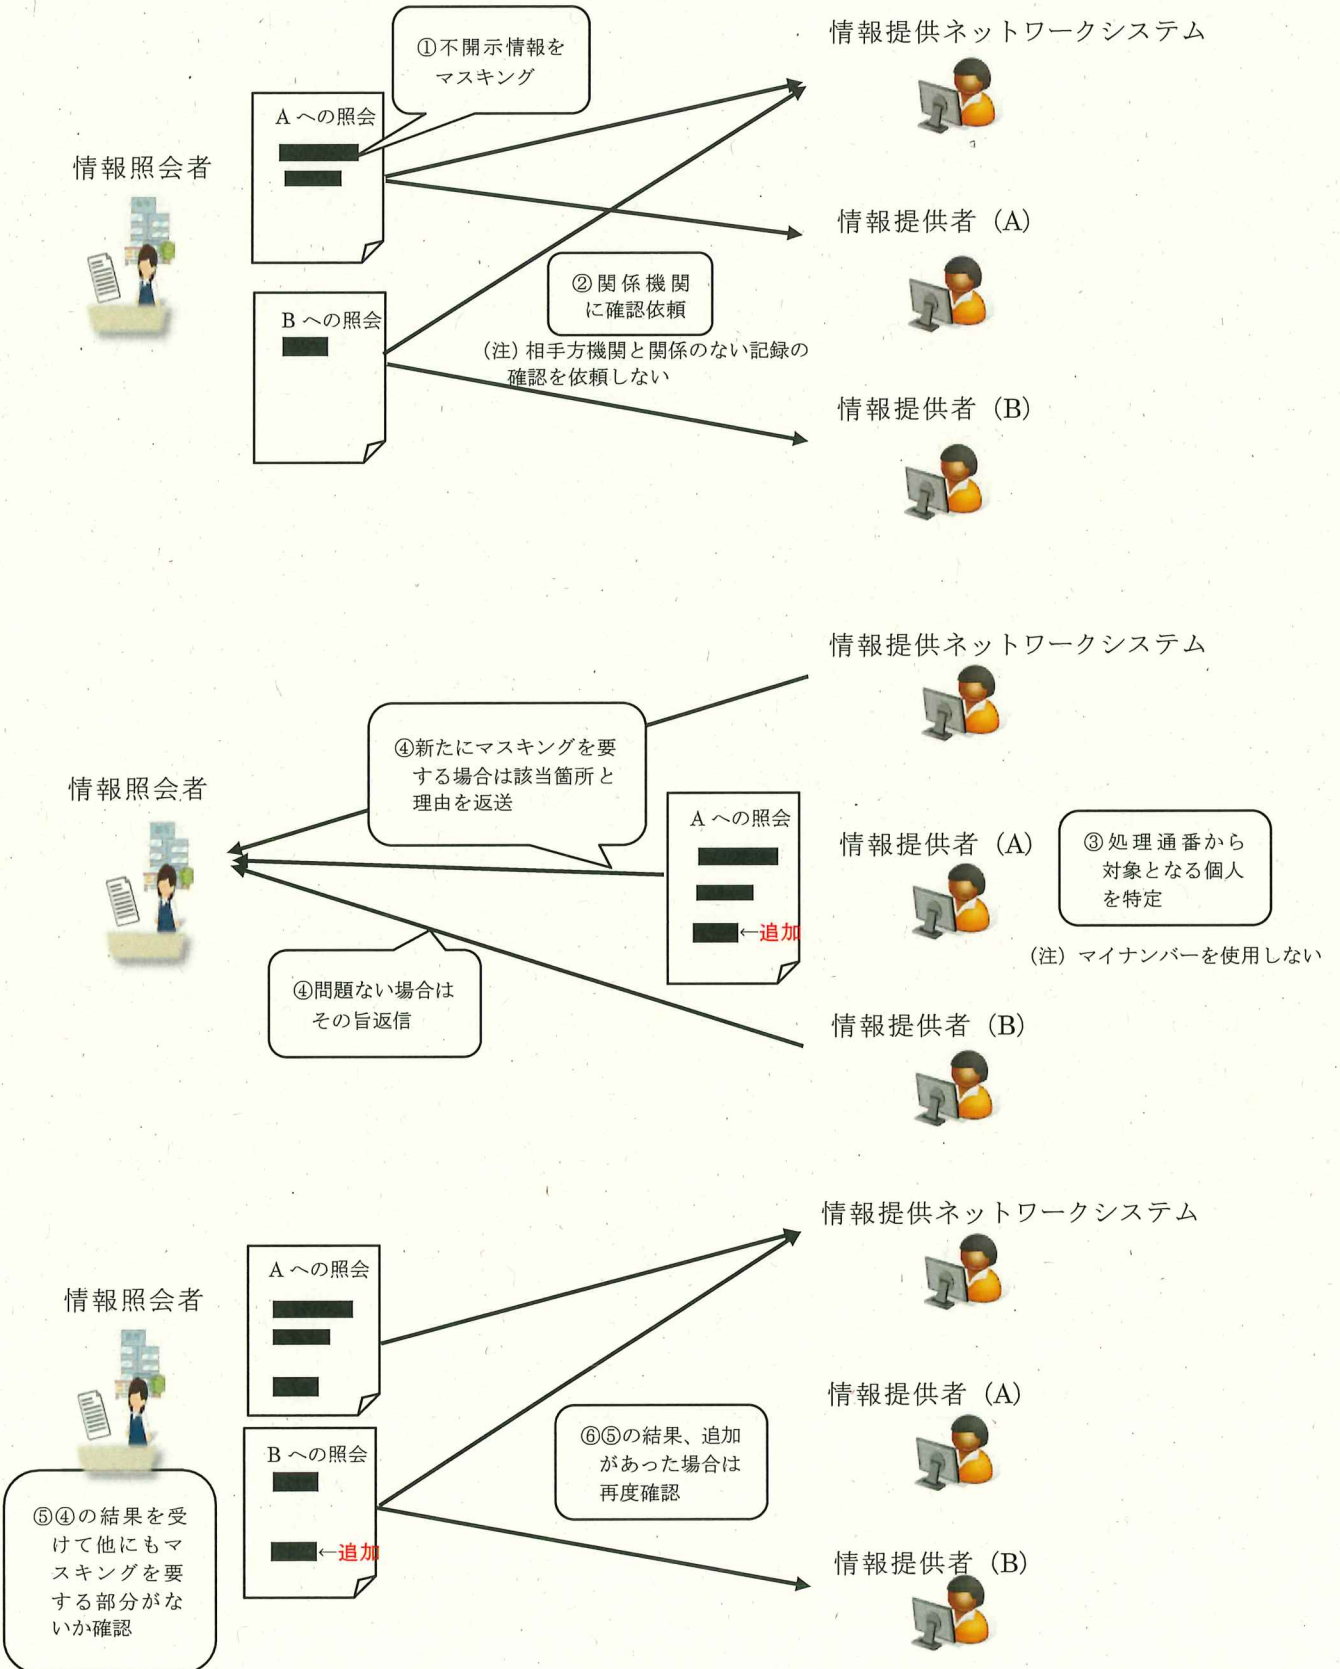 ①不開示情報を
マスキング
情報提供ネットワークシステム
A への照会
情報照会者
情報提供者 (A)
②関係機関
に確認依頼
B への照会
(注) 相手方機関と関係のない記録の
確認を依頼しない
情報提供者 (B)
情報提供ネットワークシステム
④新たにマスキングを要
する場合は該当箇所と
理由を返送
情報照会者
A への照会
←追加
情報提供者 (A)
③処理通番から
対象となる個人
を特定
(注) マイナンバーを使用しない
④問題ない場合は
その旨返信
情報提供者 (B)
情報提供ネットワークシステム
A への照会
情報照会者
情報提供者 (A)
B への照会
←追加
⑥⑤の結果、追加
があった場合は
再度確認
⑤④の結果を受
けて他にもマ
スキングを要
する部分がな
いか確認
情報提供者 (B)